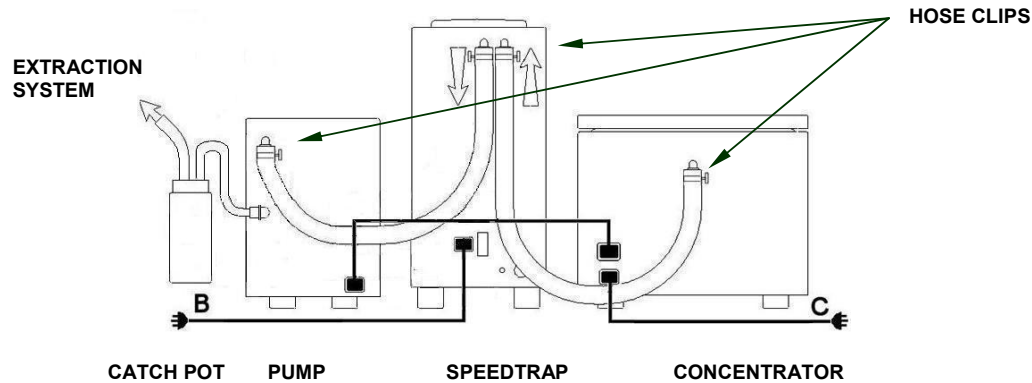 HOSE CLIPS
EXTRACTION
SYSTEM
B
C
CATCH POT PUMP SPEEDTRAP CONCENTRATOR